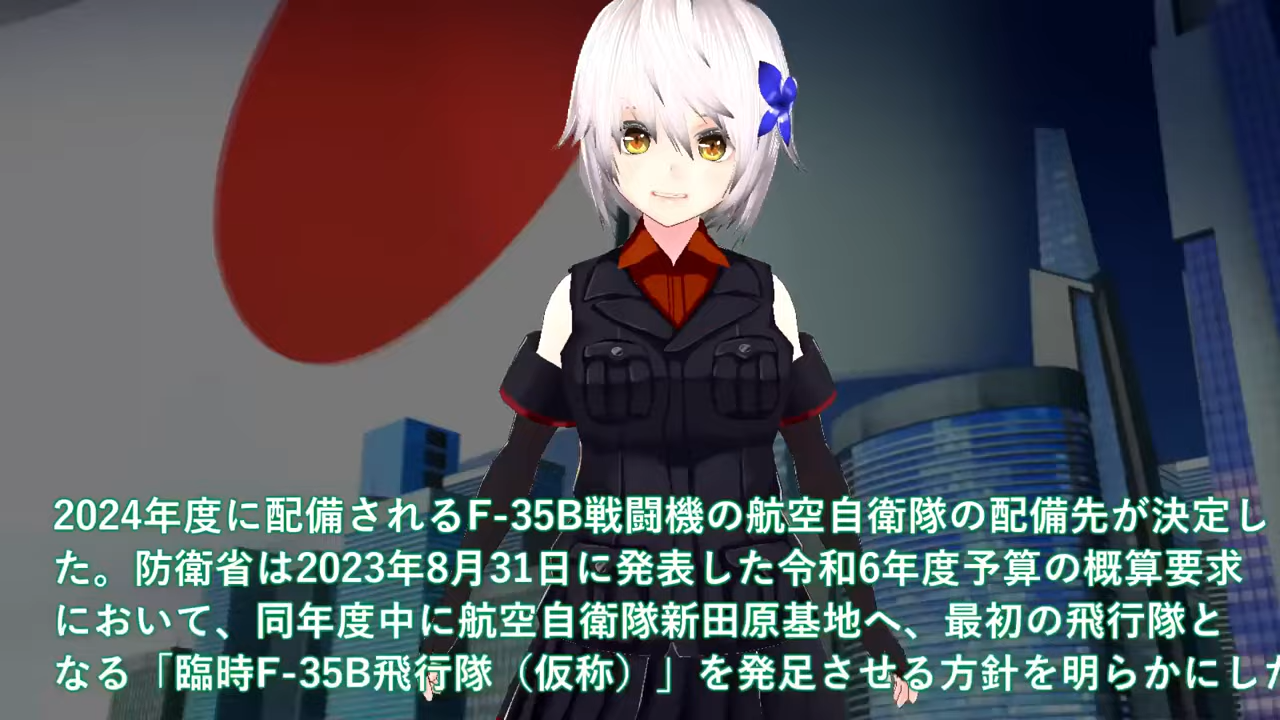 2024年度に配備されるF-35B戦闘機の航空自衛隊の配備先が決定し
た。防衛省は2023年8月31日に発表した令和6年度予算の概算要求
において、同年度中に航空自衛隊新田原基地へ、最初の飛行隊と
なる「臨時F-35B飛行隊（仮称）」を発足させる方針を明らかにした